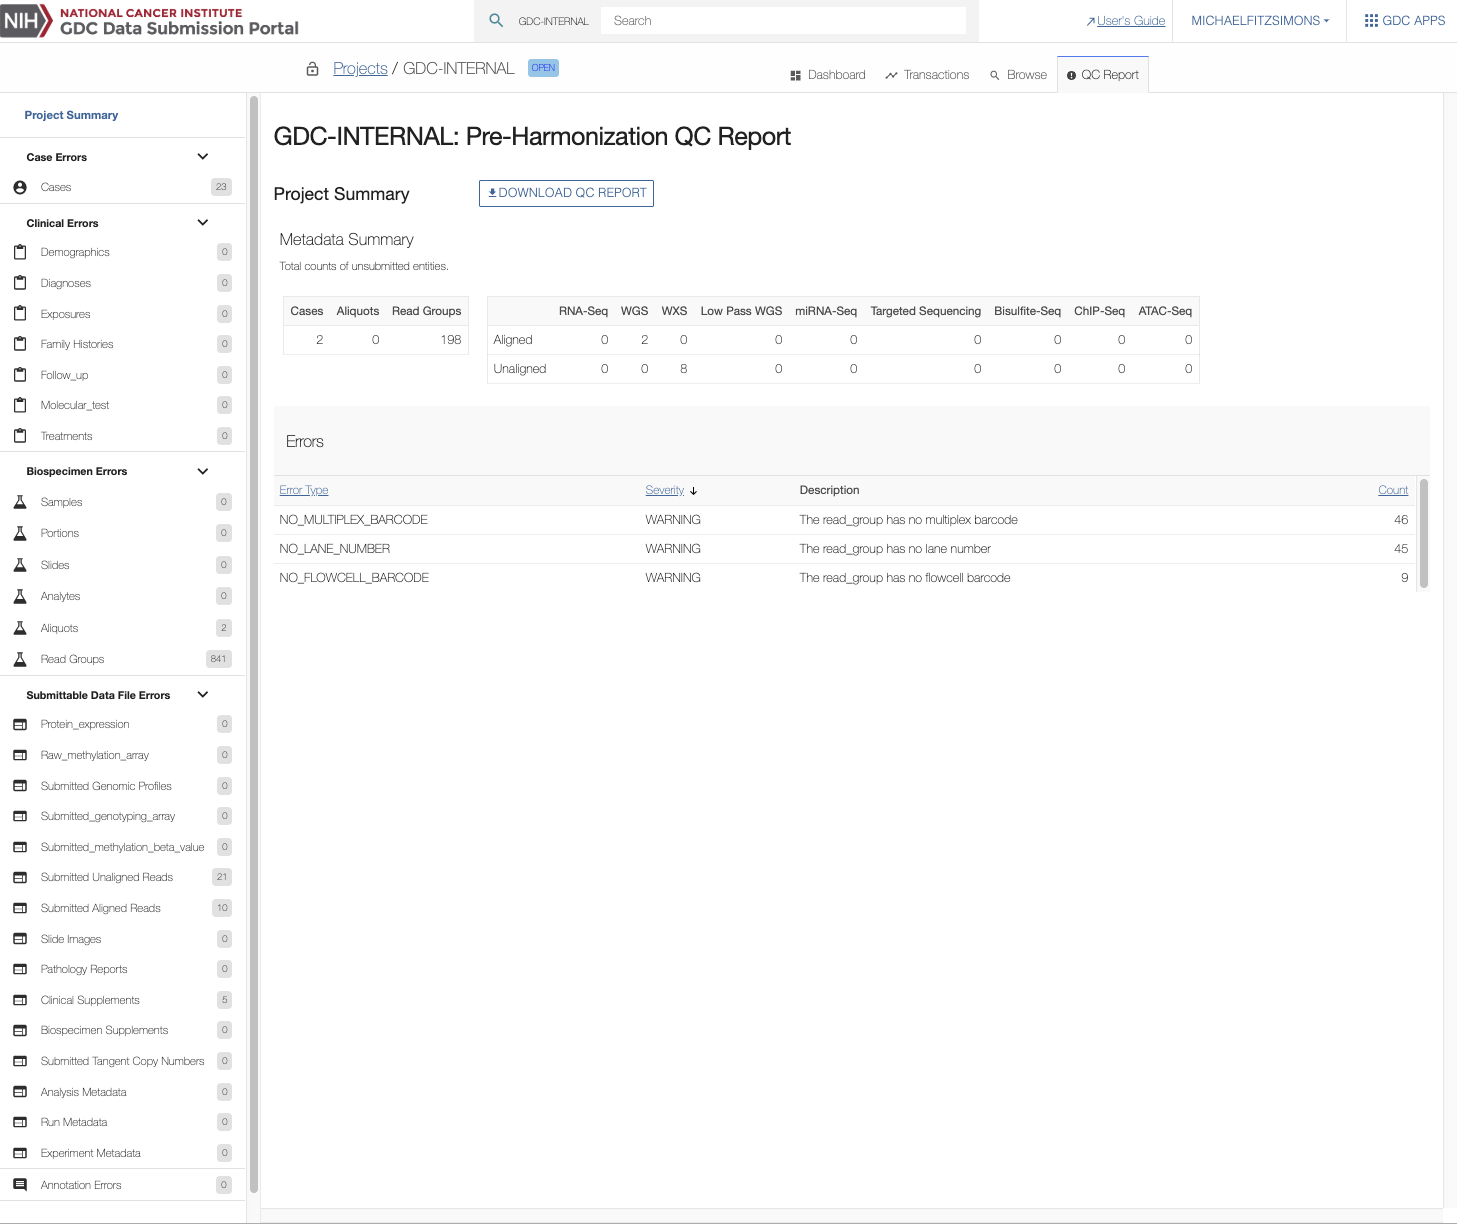 NIH NATIONAL CANCER INSTITUTE
GDC Data Submission Portal
GDC-INTERNAL Search
User's Guide MICHAELFITZSIMONS GDC APPS
Projects / GDC-INTERNAL OPEN
Dashboard Transactions Browse QC Report
Project Summary
Case Errors
Cases 23
Clinical Errors
Demographics 0
Diagnoses 0
Exposures 0
Family Histories 0
Follow_up 0
Molecular_test 0
Treatments 0
Biospecimen Errors
Samples 0
Portions 0
Slides 0
Analytes 0
Aliquots 2
Read Groups 841
Submittable Data File Errors
Protein_expression 0
Raw_methylation_array 0
Submitted Genomic Profiles 0
Submitted_genotyping_array 0
Submitted_methylation_beta_value 0
Submitted Unaligned Reads 21
Submitted Aligned Reads 10
Slide Images 0
Pathology Reports 0
Clinical Supplements 5
Biospecimen Supplements 0
Submitted Tangent Copy Numbers 0
Analysis Metadata 0
Run Metadata 0
Experiment Metadata 0
Annotation Errors 0
GDC-INTERNAL: Pre-Harmonization QC Report
Project Summary DOWNLOAD QC REPORT
Metadata Summary
Total counts of unsubmitted entities.
Cases Aliquots Read Groups
2 0 198
RNA-Seq WGS WXS Low Pass WGS miRNA-Seq Targeted Sequencing Bisulfite-Seq ChIP-Seq ATAC-Seq
Aligned 0 2 0 0 0 0 0 0 0
Unaligned 0 0 8 0 0 0 0 0 0
Errors
Error Type Severity Description Count
NO_MULTIPLEX_BARCODE WARNING The read_group has no multiplex barcode 46
NO_LANE_NUMBER WARNING The read_group has no lane number 45
NO_FLOWCELL_BARCODE WARNING The read_group has no flowcell barcode 9